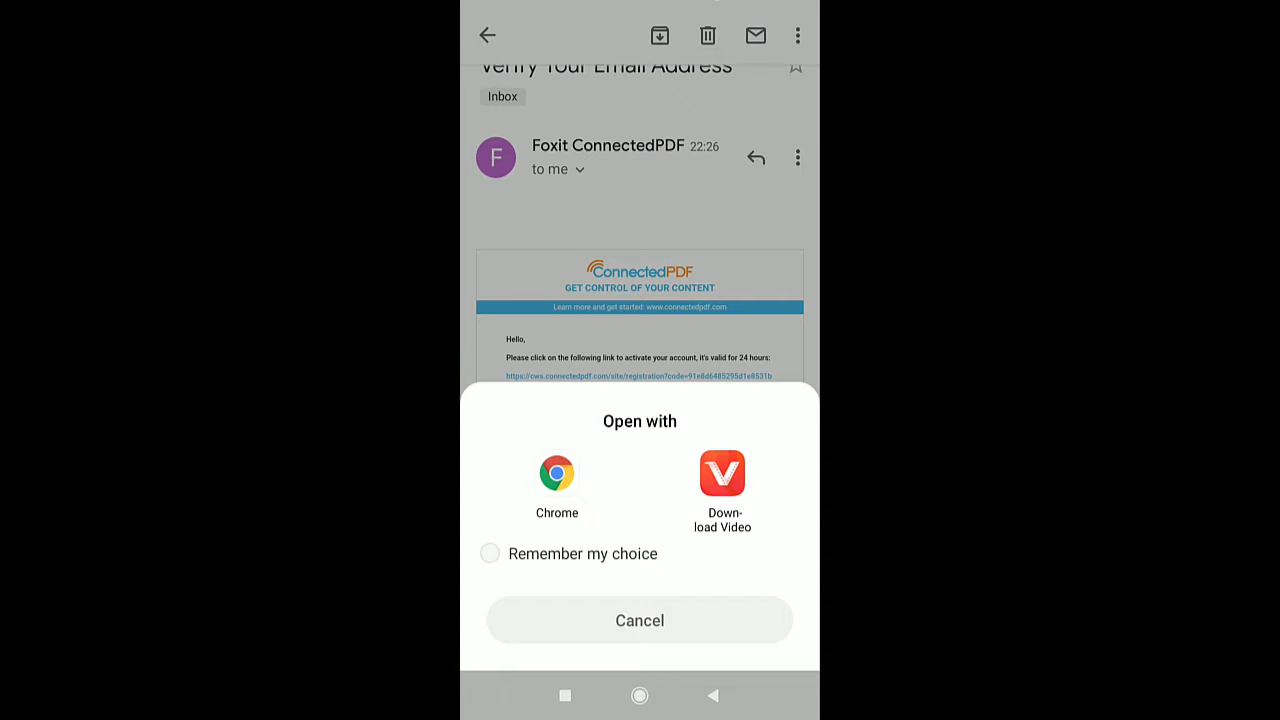 Verify Your Email Address
Inbox
F
Foxit ConnectedPDF 22:26
to me
ConnectedPDF
GET CONTROL OF YOUR CONTENT
Learn more and get started: www.connectedpdf.com
Hello,
Please click on the following link to activate your account, it's valid for 24 hours:
https://cws.connectedpdf.com/site/registration?code=91e8d6485295d1e8531b
Open with
Chrome
Down-
load Video
Remember my choice
Cancel